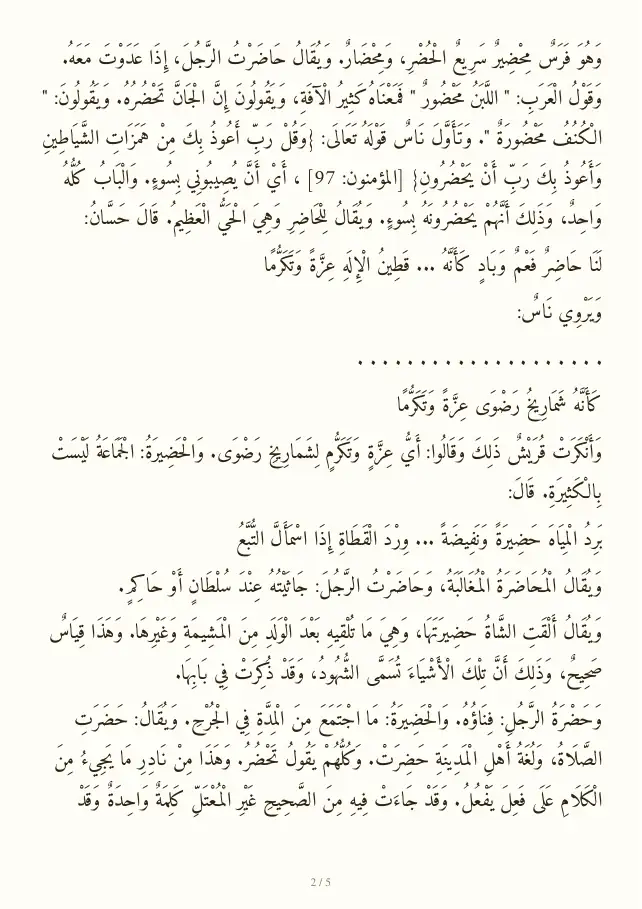 وَهُوَ فَرَسٌ مِحْضِيرٌ سَرِيعُ الْحُضْرِ، وَمِحْضَارٌ. وَيُقَالُ حَاضَرْتُ الرَّجُلَ، إِذَا عَدَوْتَ مَعَهُ.
وَقَوْلُ الْعَرَبِ: " اللَّبَنُ مَحْضُورٌ " فَمَعْنَاهُ كَثِيرُ الْآفَةِ، وَيَقُولُونَ إِنَّ الْجَانَّ تَحْضُرُهُ. وَيَقُولُونَ: "
الْكُنُفُ مَحْضُورَةٌ ". وَتَأَوَّلَ نَاسٌ قَوْلَهُ تَعَالَى: {وَقُلْ رَبِّ أَعُوذُ بِكَ مِنْ هَمَزَاتِ الشَّيَاطِينِ
وَأَعُوذُ بِكَ رَبِّ أَنْ يَحْضُرُونِ} [المؤمنون: 97] ، أَيْ أَنَّ يُصِيبُونِي بِسُوءٍ. وَالْبَابُ كُلُّهُ
وَاحِدٌ، وَذَلِكَ أَنَّهُمْ يَحْضُرُونَهُ بِسُوءٍ. وَيُقَالُ لِلْحَاضِرِ وَهِيَ الْحَيُّ الْعَظِيمُ. قَالَ حَسَّانُ:
لَنَا حَاضِرٌ فَعْمٌ وَبَادٍ كَأَنَّهُ ... قَطِينُ الْإِلَهِ عِزَّةً وَتَكَرُّمًا
وَيَرْوِي نَاسٌ:
. . . . . . . . . . . . . . . . . . . .
كَأَنَّهُ شَمَارِيخُ رَضْوَى عِزَّةً وَتَكَرُّمًا
وَأَنْكَرَتْ قُرَيْشٌ ذَلِكَ وَقَالُوا: أَيُّ عِزَّةٍ وَتَكَرُّمٍ لِشَمَارِيخِ رَضْوَى. وَالْحَضِيرَةُ: الْجَمَاعَةُ لَيْسَتْ
بِالْكَثِيرَةِ. قَالَ:
يَرِدُ الْمِيَاهَ حَضِيرَةً وَنَفِيضَةً ... وِرْدَ الْقَطَاةِ إِذَا اسْمَأَلَّ التُّبَّعُ
وَيُقَالُ الْمُحَاضَرَةُ الْمُغَالَبَةُ، وَحَاضَرْتُ الرَّجُلَ: جَاثَيْتُهُ عِنْدَ سُلْطَانٍ أَوْ حَاكِمٍ.
وَيُقَالُ أَلْقَتِ الشَّاةُ حَضِيرَتَهَا، وَهِيَ مَا تُلْقِيهِ بَعْدَ الْوَلَدِ مِنَ الْمَشِيمَةِ وَغَيْرِهَا. وَهَذَا قِيَاسٌ
صَحِيحٌ، وَذَلِكَ أَنَّ تِلْكَ الْأَشْيَاءَ تُسَمَّى الشُّهُودُ، وَقَدْ ذُكِرَتْ فِي بَابِهَا.
وَحَضْرَةُ الرَّجُلِ: فِنَاؤُهُ. وَالْحَضِيرَةُ: مَا اجْتَمَعَ مِنَ الْمِدَّةِ فِي الْجُرْحِ. وَيُقَالُ: حَضَرَتِ
الصَّلَاةُ، وَلُغَةُ أَهْلِ الْمَدِينَةِ حَضِرَتْ. وَكُلُّهُمْ يَقُولُ تَحْضُرُ. وَهَذَا مِنْ نَادِرِ مَا يَجِيءُ مِنَ
الْكَلَامِ عَلَى فَعِلَ يَفْعُلُ. وَقَدْ جَاءَتْ فِيهِ مِنَ الصَّحِيحِ غَيْرِ الْمُعْتَلِّ كَلِمَةٌ وَاحِدَةٌ وَقَدْ
2 / 5